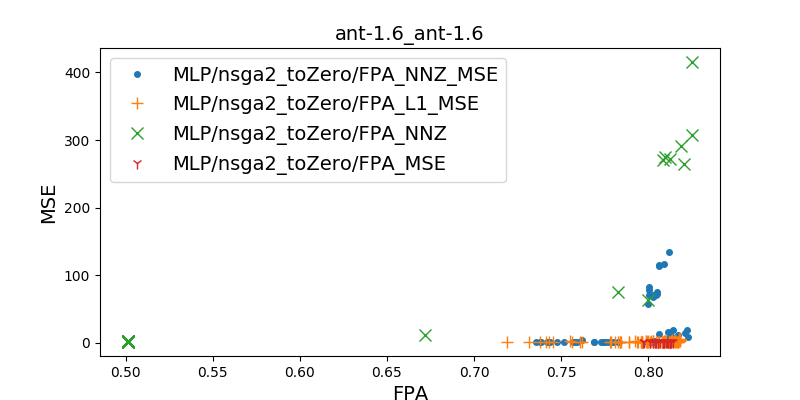 ant-1.6_ant-1.6
MLP/nsga2_toZero/FPA_NNZ_MSE
MLP/nsga2_toZero/FPA_L1_MSE
MLP/nsga2_toZero/FPA_NNZ
MLP/nsga2_toZero/FPA_MSE
MSE
400
300
200
100
0
0.50 0.55 0.60 0.65 0.70 0.75 0.80
FPA